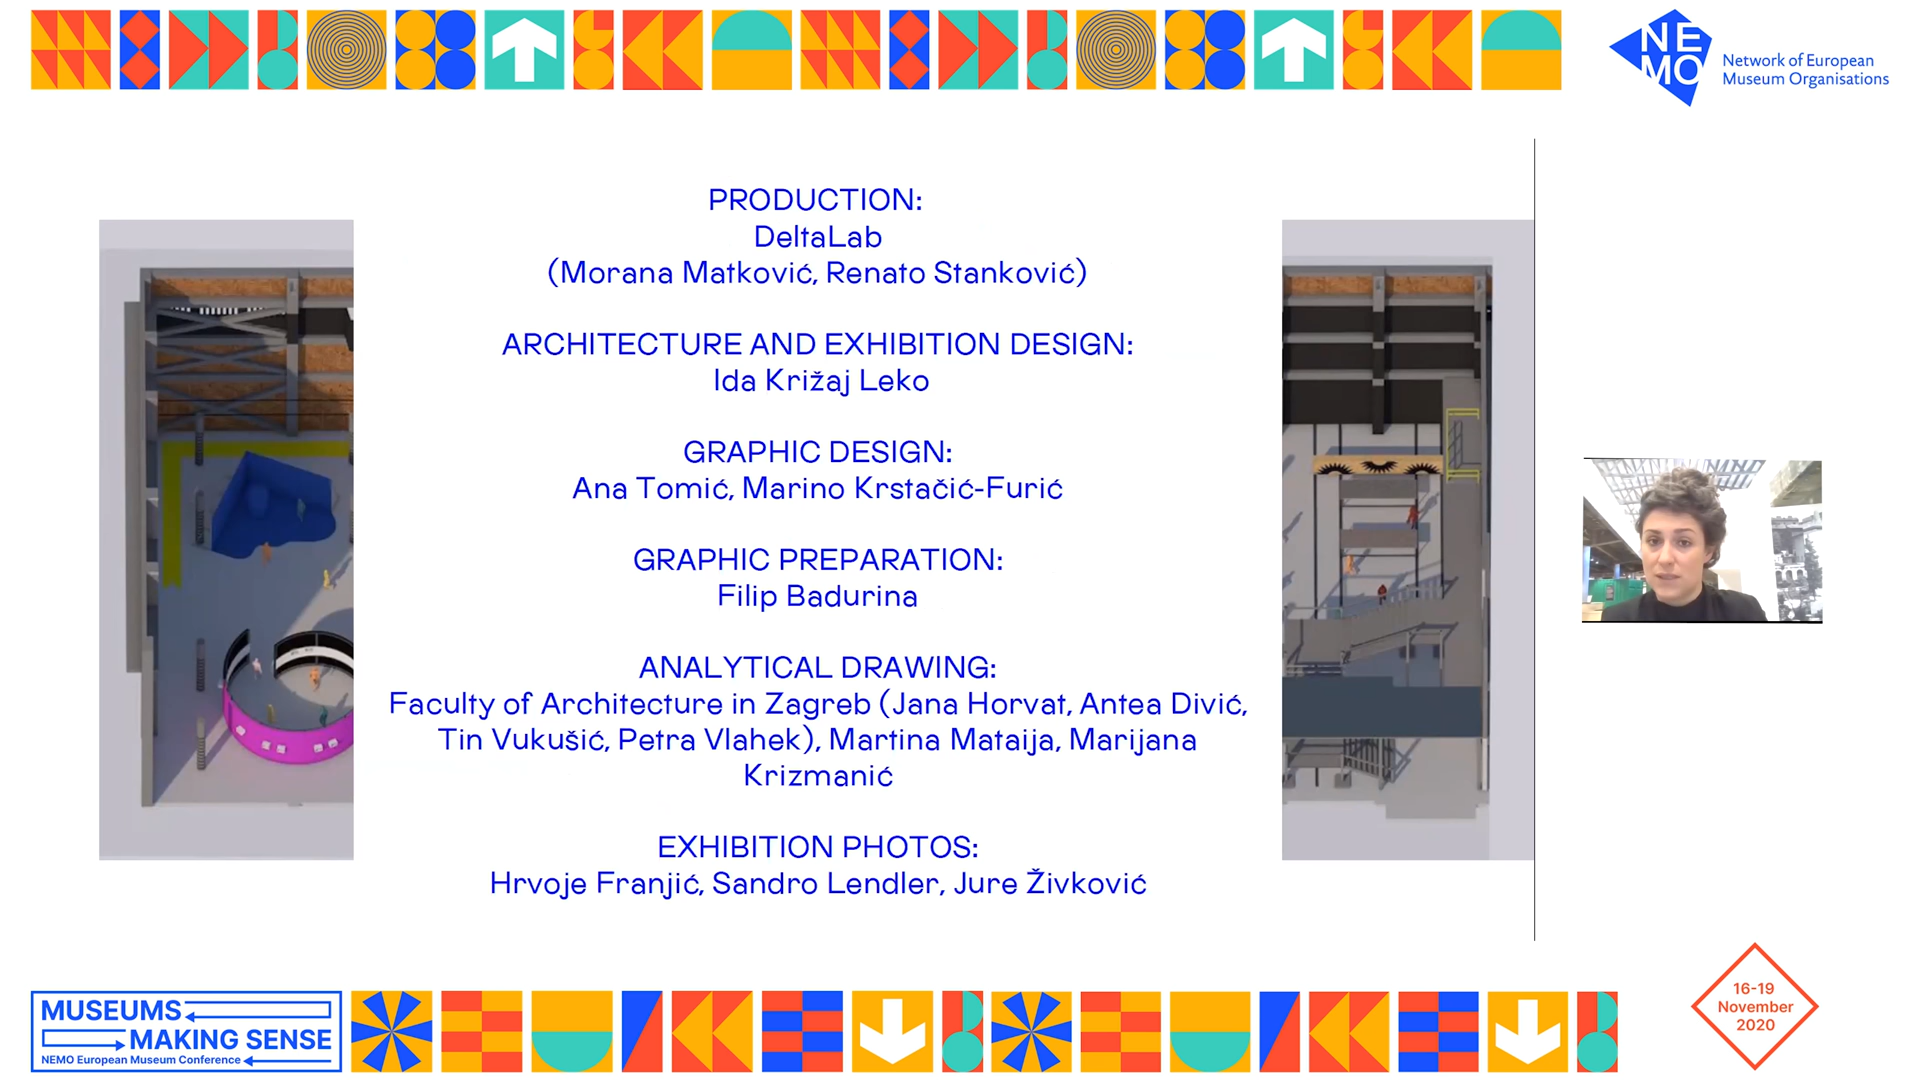 NE
MO
Network of European
Museum Organisations
PRODUCTION:
DeltaLab
(Morana Matković, Renato Stanković)
ARCHITECTURE AND EXHIBITION DESIGN:
Ida Križaj Leko
GRAPHIC DESIGN:
Ana Tomić, Marino Krstačić-Furić
GRAPHIC PREPARATION:
Filip Badurina
ANALYTICAL DRAWING:
Faculty of Architecture in Zagreb (Jana Horvat, Antea Divić,
Tin Vukušić, Petra Vlahek), Martina Mataija, Marijana
Krizmanić
EXHIBITION PHOTOS:
Hrvoje Franjić, Sandro Lendler, Jure Živković
MUSEUMS
MAKING SENSE
NEMO European Museum Conference
16-19
November
2020